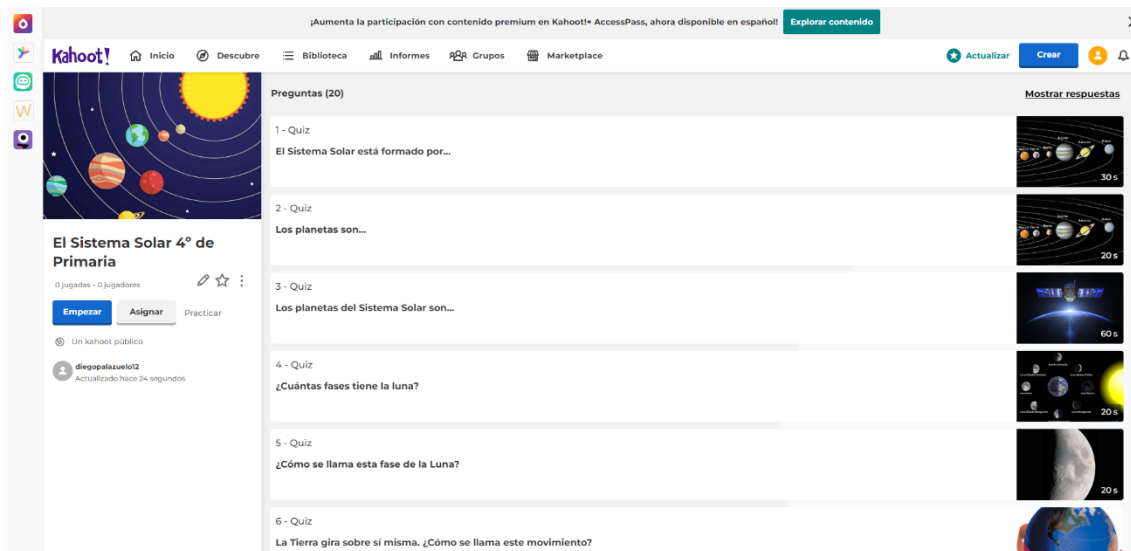 ¡Aumenta la participación con contenido premium en Kahoot!+ AccessPass, ahora disponible en español!
Explorar contenido
Kahoot!
Inicio
Descubre
Biblioteca
Informes
Grupos
Marketplace
Actualizar
Crear
El Sistema Solar 4º de
Primaria
0 jugadas · 0 jugadores
Empezar
Asignar
Practicar
Un kahoot público
diegopalazuelo12
Actualizado hace 24 segundos
Preguntas (20)
Mostrar respuestas
1 - Quiz
El Sistema Solar está formado por...
30 s
2 - Quiz
Los planetas son...
20 s
3 - Quiz
Los planetas del Sistema Solar son...
60 s
4 - Quiz
¿Cuántas fases tiene la luna?
20 s
5 - Quiz
¿Cómo se llama esta fase de la Luna?
20 s
6 - Quiz
La Tierra gira sobre sí misma. ¿Cómo se llama este movimiento?